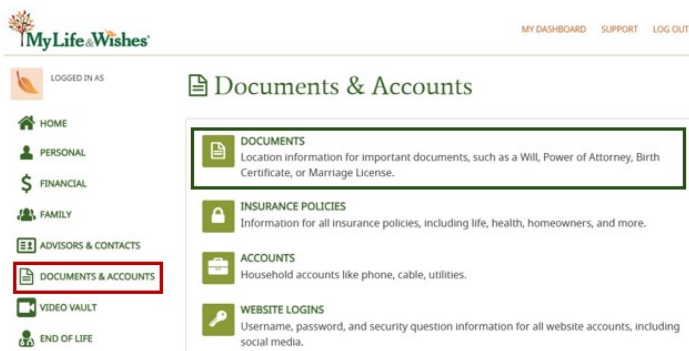 MyLife&Wishes
MY DASHBOARD SUPPORT LOG OUT
LOGGED IN AS
Documents & Accounts
HOME
PERSONAL
FINANCIAL
FAMILY
ADVISORS & CONTACTS
DOCUMENTS & ACCOUNTS
VIDEO VAULT
END OF LIFE
DOCUMENTS
Location information for important documents, such as a Will, Power of Attorney, Birth
Certificate, or Marriage License.
INSURANCE POLICIES
Information for all insurance policies, including life, health, homeowners, and more.
ACCOUNTS
Household accounts like phone, cable, utilities.
WEBSITE LOGINS
Username, password, and security question information for all website accounts, including
social media.